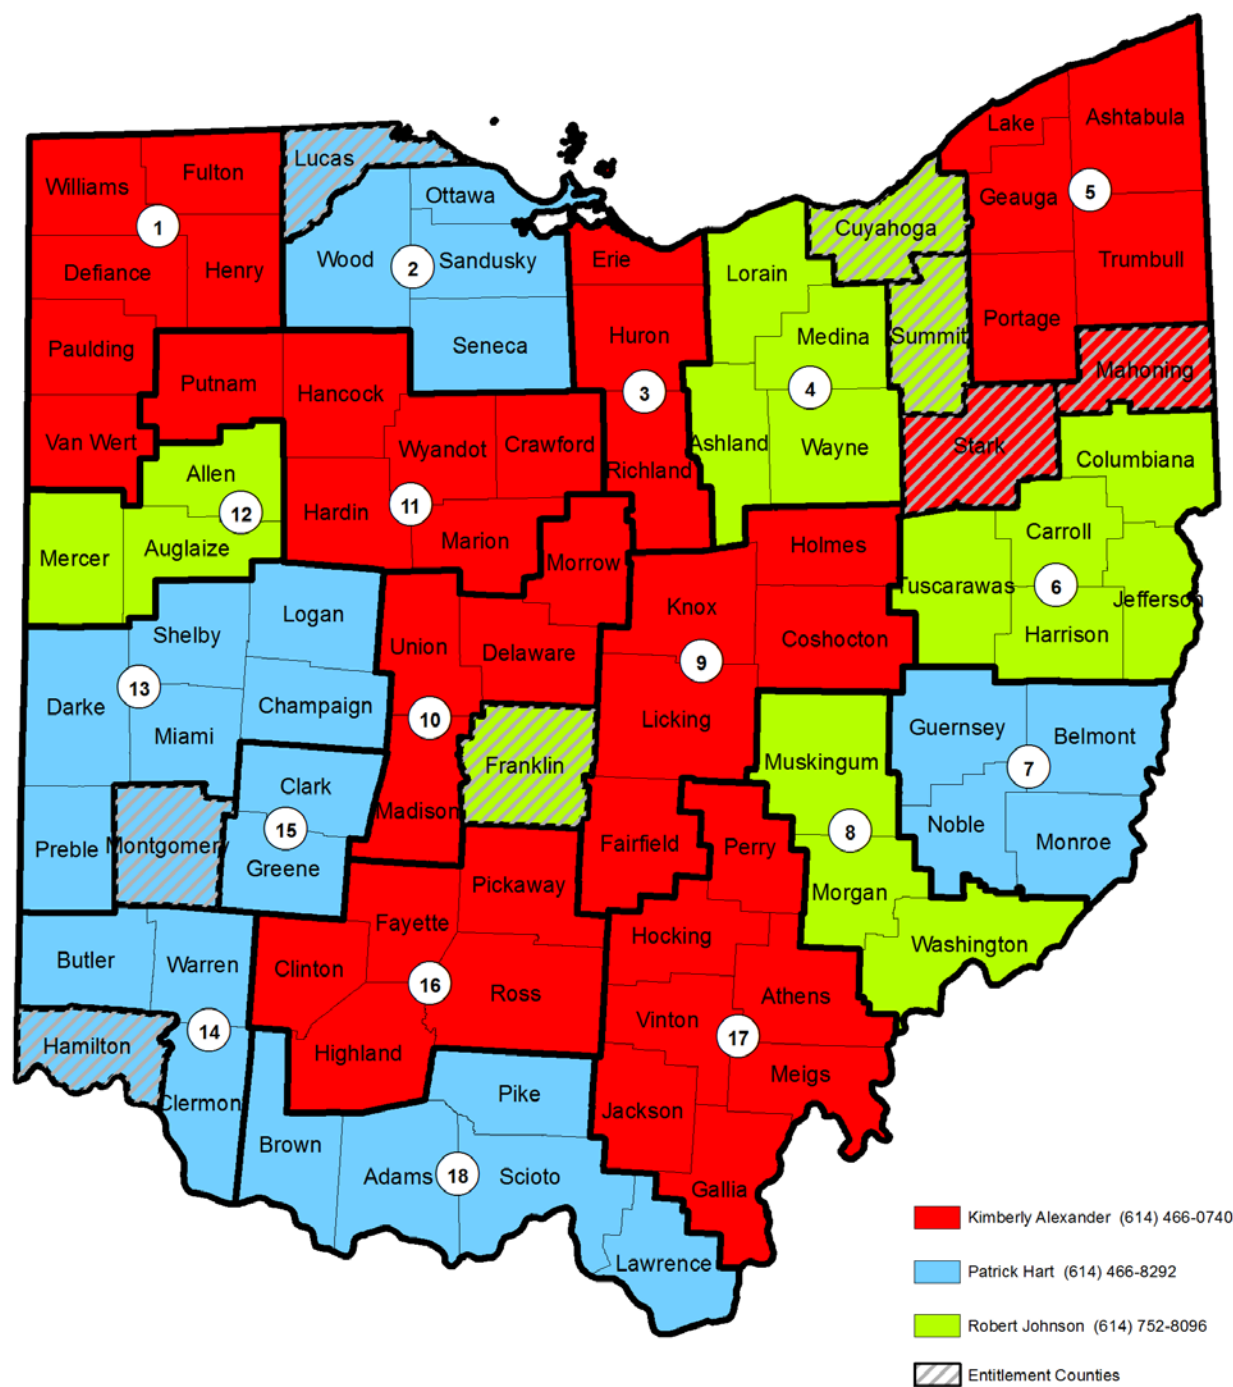 Lake
Ashtabula
Lucas
Fulton
Williams
Ottawa
5
Geauga
1
Cuyahoga
Wood
2
Sandusky
Erie
Trumbull
Defiance
Henry
Lorain
Portage
Huron
Medina
Summit
Seneca
Paulding
Mahoning
Putnam
Hancock
3
4
Van Wert
Wyandot
Crawford
Ashland
Wayne
Stark
Columbiana
Richland
Allen
11
12
Hardin
Carroll
Marion
Holmes
Auglaize
Mercer
Morrow
Tuscarawas
6
Jefferson
Knox
Logan
Shelby
Harrison
Union
Delaware
Coshocton
9
13
Darke
Champaign
10
Licking
Guernsey
Belmont
Miami
Muskingum
Franklin
7
Clark
Madison
15
8
Noble
Preble
Montgomery
Fairfield
Perry
Monroe
Greene
Pickaway
Morgan
Fayette
Hocking
Washington
Butler
Warren
Clinton
16
Ross
Athens
Vinton
14
17
Hamilton
Highland
Meigs
Pike
Clermon
Jackson
Brown
Adams
18
Scioto
Gallia
Kimberly Alexander (614) 466-0740
Lawrence
Patrick Hart (614) 466-8292
Robert Johnson (614) 752-8096
Entitlement Counties